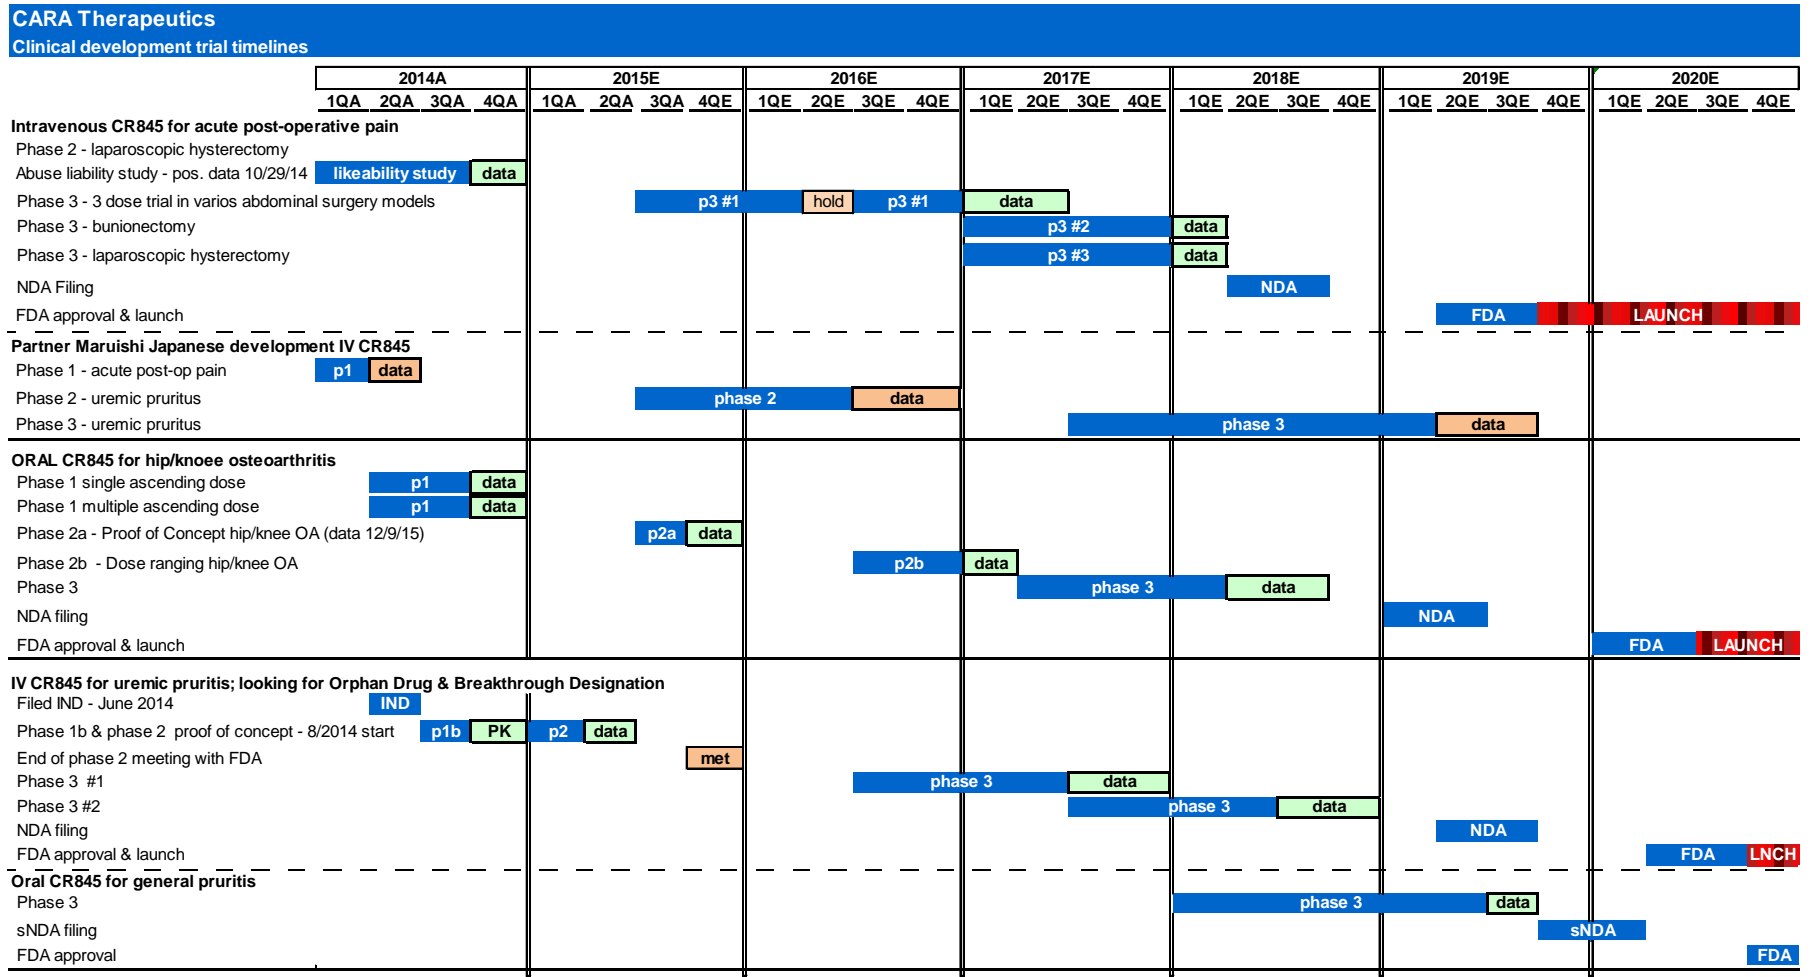 CARA Therapeutics
Clinical development trial timelines
2014A 2015E 2016E 2017E 2018E 2019E 2020E
1QA 2QA 3QA 4QA 1QA 2QA 3QA 4QE 1QE 2QE 3QE 4QE 1QE 2QE 3QE 4QE 1QE 2QE 3QE 4QE 1QE 2QE 3QE 4QE 1QE 2QE 3QE 4QE
Intravenous CR845 for acute post-operative pain
Phase 2 - laparoscopic hysterectomy
Abuse liability study - pos. data 10/29/14 likeability study data
Phase 3 - 3 dose trial in varios abdominal surgery models p3 #1 hold p3 #1 data
Phase 3 - bunionectomy p3 #2 data
Phase 3 - laparoscopic hysterectomy p3 #3 data
NDA Filing NDA
FDA approval & launch FDA LAUNCH
Partner Maruishi Japanese development IV CR845
Phase 1 - acute post-op pain p1 data
Phase 2 - uremic pruritus phase 2 data
Phase 3 - uremic pruritus phase 3 data
ORAL CR845 for hip/knoee osteoarthritis
Phase 1 single ascending dose p1 data
Phase 1 multiple ascending dose p1 data
Phase 2a - Proof of Concept hip/knee OA (data 12/9/15) p2a data
Phase 2b - Dose ranging hip/knee OA p2b data
Phase 3 phase 3 data
NDA filing NDA
FDA approval & launch FDA LAUNCH
IV CR845 for uremic pruritis; looking for Orphan Drug & Breakthrough Designation
Filed IND - June 2014 IND
Phase 1b & phase 2 proof of concept - 8/2014 start p1b PK p2 data
End of phase 2 meeting with FDA met
Phase 3 #1 phase 3 data
Phase 3 #2 phase 3 data
NDA filing NDA
FDA approval & launch FDA LNCH
Oral CR845 for general pruritis
Phase 3 phase 3 data
sNDA filing sNDA
FDA approval FDA